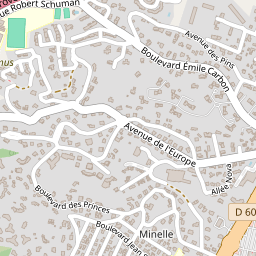 ue Robert Schuman
Avenue des Pins
Boulevard Émile Carbon
Avenue de l'Europe
Allée Nova
Boulevard des Princes
D 60
Minelle
Boulevard Jean